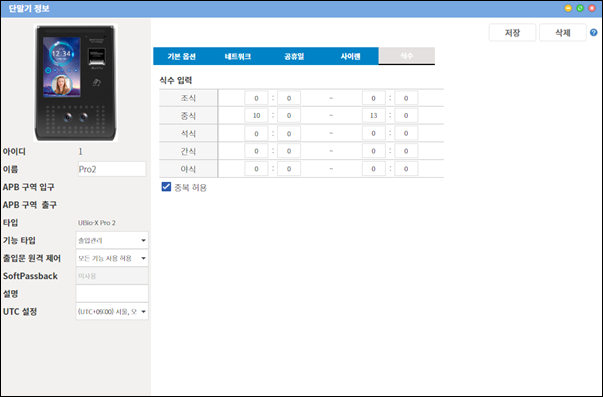 단말기 정보
저장 삭제 ?
기본 옵션 네트워크 공휴일 사이렌 식수
12:34
식수 입력
조식 0 : 0 ~ 0 : 0
중식 10 : 0 ~ 13 : 0
석식 0 : 0 ~ 0 : 0
간식 0 : 0 ~ 0 : 0
야식 0 : 0 ~ 0 : 0
중복 허용
아이디 1
이름 Pro2
APB 구역 입구
APB 구역 출구
타입 UBio-X Pro 2
기능 타입 출입관리
출입문 원격 제어 모든 기능 사용 허용
SoftPassback 미사용
설명
UTC 설정 (UTC+09:00) 서울, 오